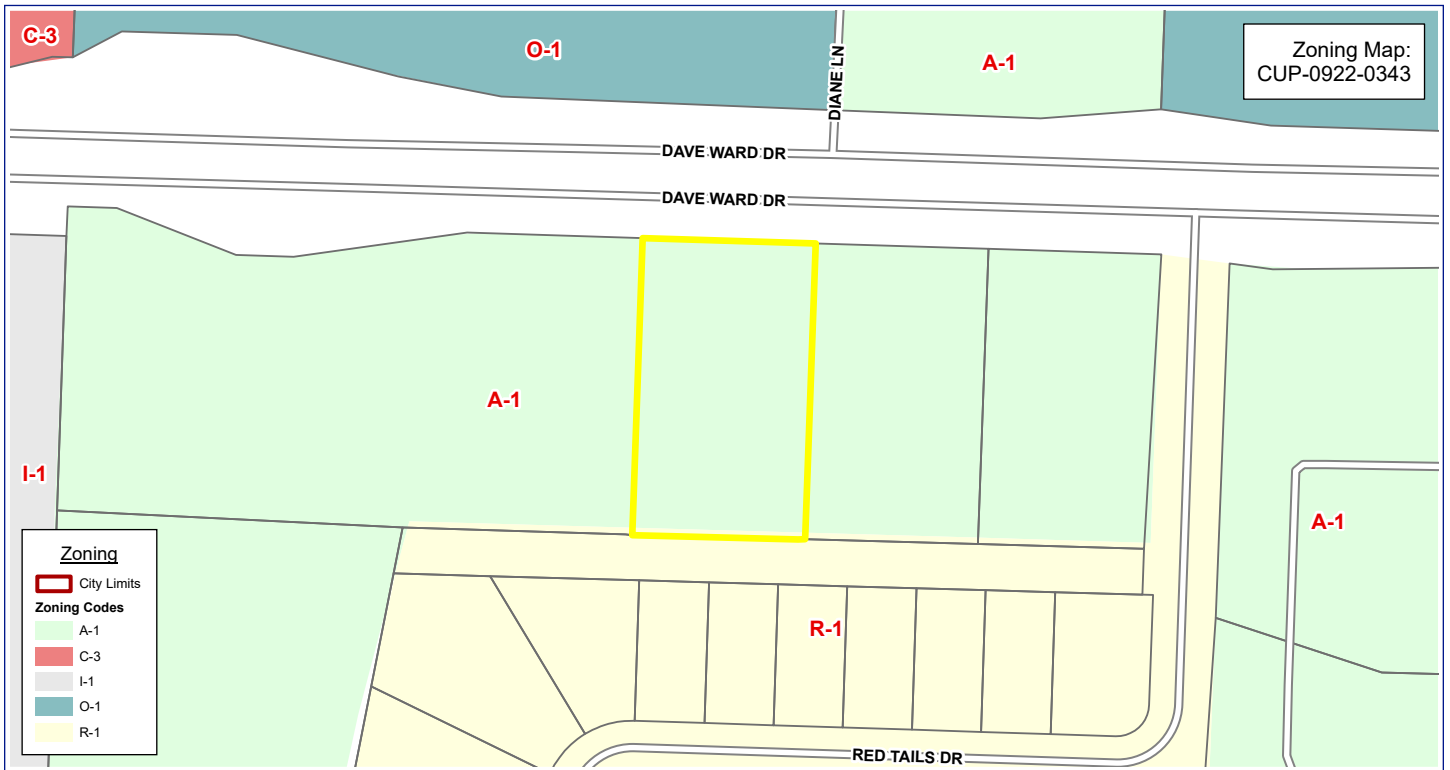 C-3
O-1
A-1
Zoning Map:
CUP-0922-0343
DIANE LN
DAVE WARD DR
DAVE WARD DR
A-1
I-1
A-1
R-1
RED TAILS DR
Zoning
City Limits
Zoning Codes
A-1
C-3
I-1
O-1
R-1